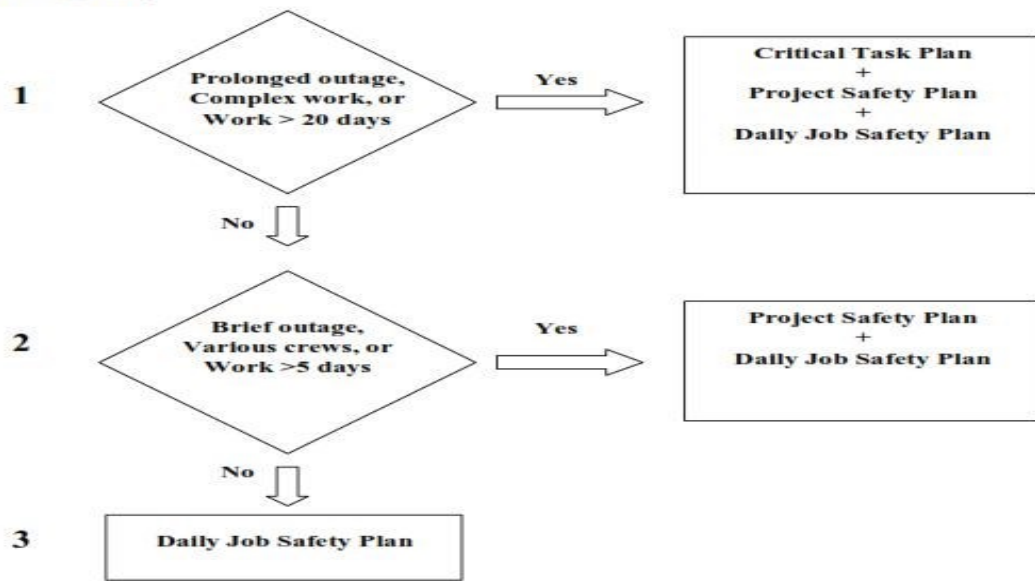 1
Prolonged outage,
Complex work, or
Work > 20 days
Yes
Critical Task Plan
+
Project Safety Plan
+
Daily Job Safety Plan
No
2
Brief outage,
Various crews, or
Work >5 days
Yes
Project Safety Plan
+
Daily Job Safety Plan
No
3
Daily Job Safety Plan